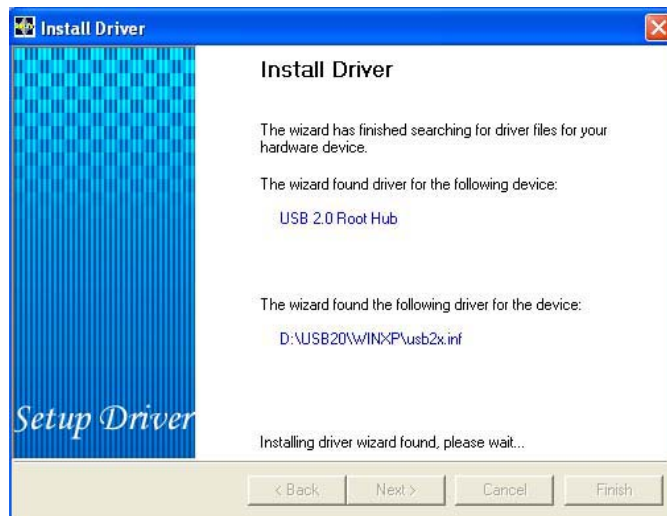 Install Driver
Install Driver
The wizard has finished searching for driver files for your
hardware device.
The wizard found driver for the following device:
USB 2.0 Root Hub
The wizard found the following driver for the device:
D:\USB20\WINXP\usb2x.inf
Setup Driver
Installing driver wizard found, please wait...
< Back Next > Cancel Finish